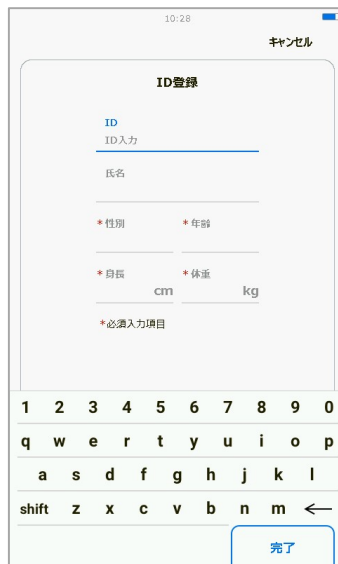 10:28
キャンセル
ID登録
ID
ID入力
氏名
*性別 *年齢
*身長 *体重
cm kg
*必須入力項目
1 2 3 4 5 6 7 8 9 0
q w e r t y u i o p
a s d f g h j k l
shift z x c v b n m ←
完了